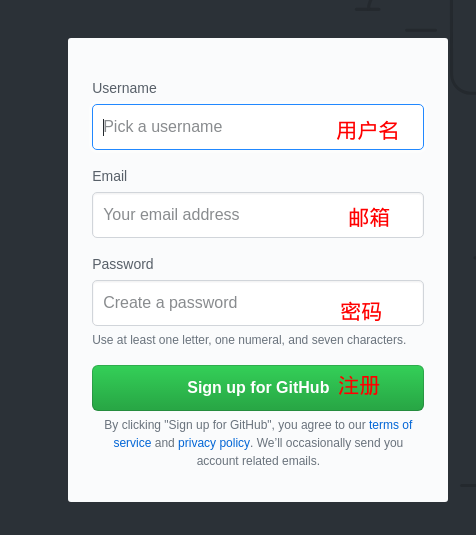 Username
Pick a username 用户名
Email
Your email address 邮箱
Password
Create a password 密码
Use at least one letter, one numeral, and seven characters.
Sign up for GitHub 注册
By clicking "Sign up for GitHub", you agree to our terms of
service and privacy policy. We'll occasionally send you
account related emails.